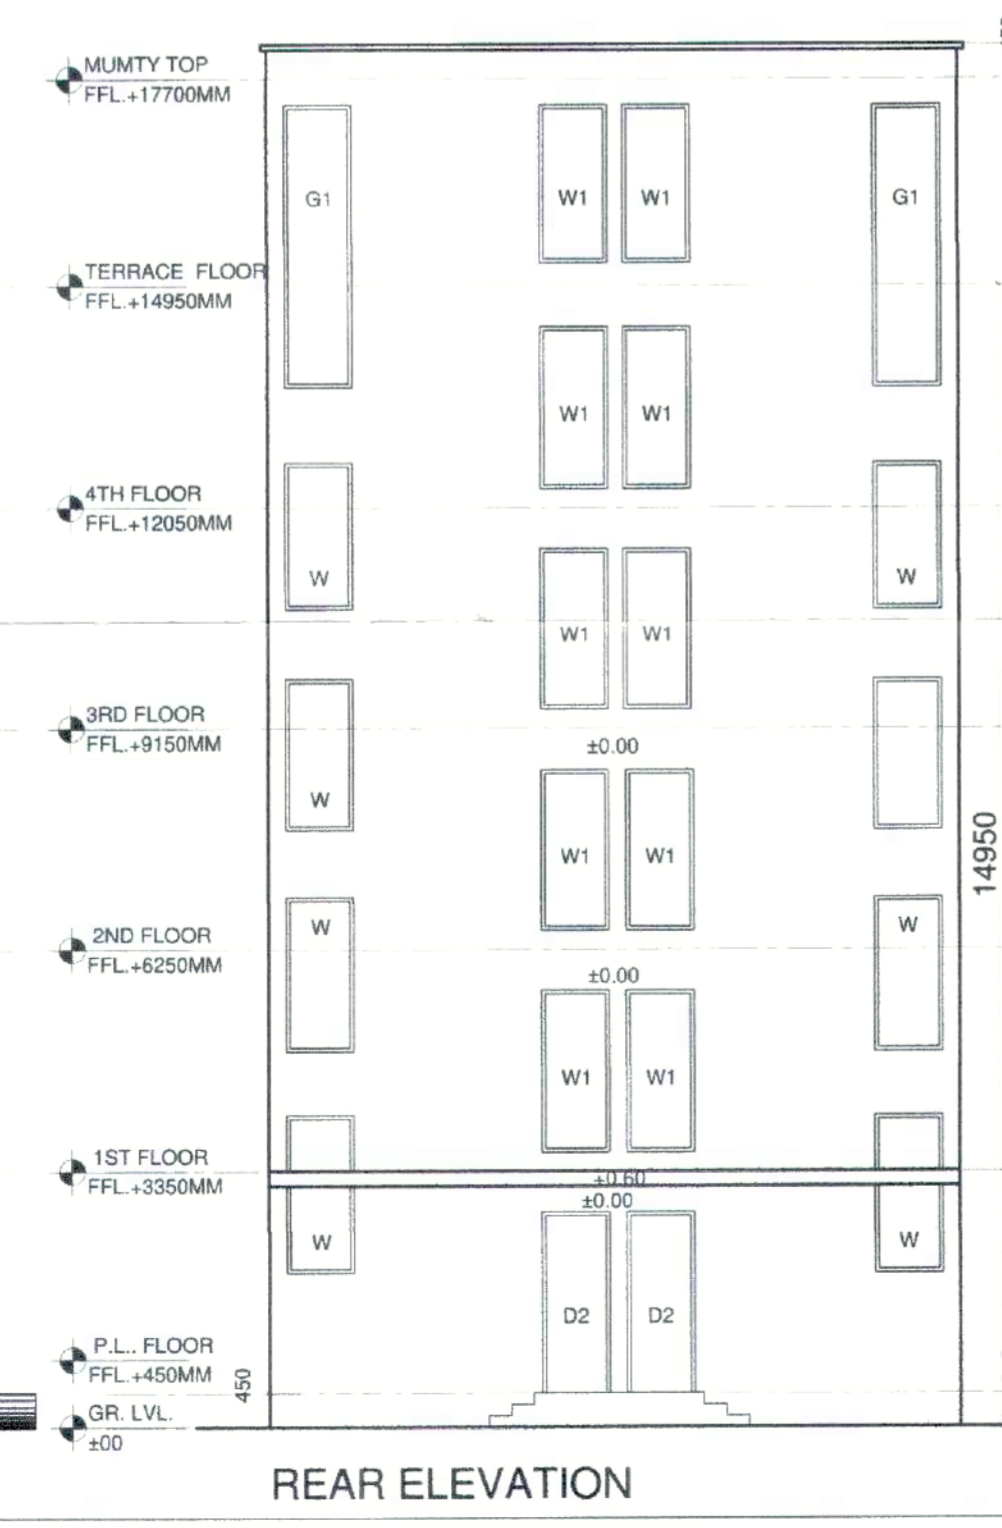 MUMTY TOP
FFL.+17700MM
G1
W1
W1
G1
TERRACE FLOOR
FFL.+14950MM
W1
W1
4TH FLOOR
FFL.+12050MM
W
W
W1
W1
3RD FLOOR
FFL.+9150MM
±0.00
W
14950
W1
W1
W
W
2ND FLOOR
FFL.+6250MM
±0.00
W1
W1
1ST FLOOR
FFL.+3350MM
+0.60
±0.00
W
W
D2
D2
P.L.. FLOOR
FFL.+450MM
450
GR. LVL.
±00
REAR ELEVATION